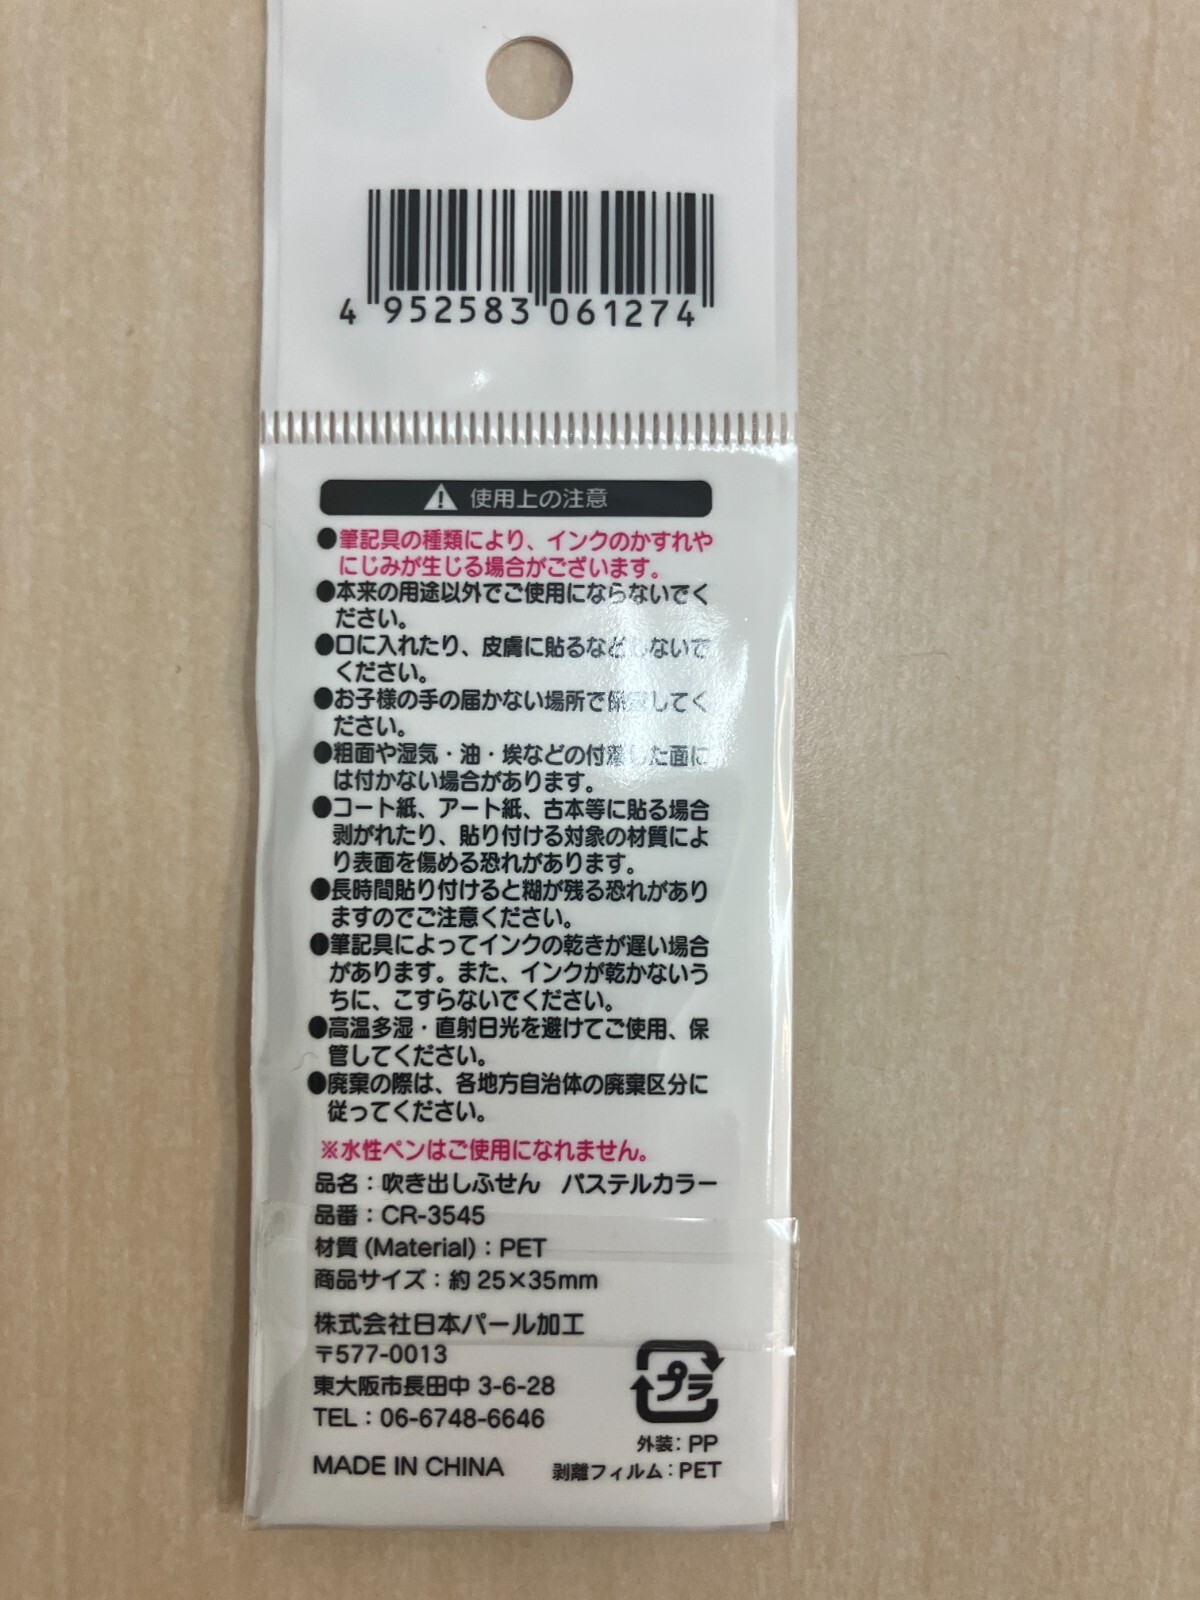 4 952583 061274
使用上の注意
●筆記具の種類により、インクのかすれや
にじみが生じる場合がございます。
●本来の用途以外でご使用にならないでく
ださい。
●口に入れたり、皮膚に貼るなどしないで
ください。
●お子様の手の届かない場所で保管してく
ださい。
●粗面や湿気・油・埃などの付着した面に
は付かない場合があります。
●コート紙、アート紙、古本等に貼る場合
剥がれたり、貼り付ける対象の材質によ
り表面を傷める恐れがあります。
●長時間貼り付けると糊が残る恐れがあり
ますのでご注意ください。
●筆記具によってインクの乾きが遅い場合
があります。また、インクが乾かないう
ちに、こすらないでください。
●高温多湿・直射日光を避けてご使用、保
管してください。
●廃棄の際は、各地方自治体の廃棄区分に
従ってください。
※水性ペンはご使用になれません。
品名：吹き出しふせん　パステルカラー
品番：CR-3545
材質(Material)：PET
商品サイズ：約25×35mm
株式会社日本パール加工
〒577-0013
東大阪市長田中 3-6-28
TEL：06-6748-6646
MADE IN CHINA
プラ
外装：PP
剥離フィルム：PET